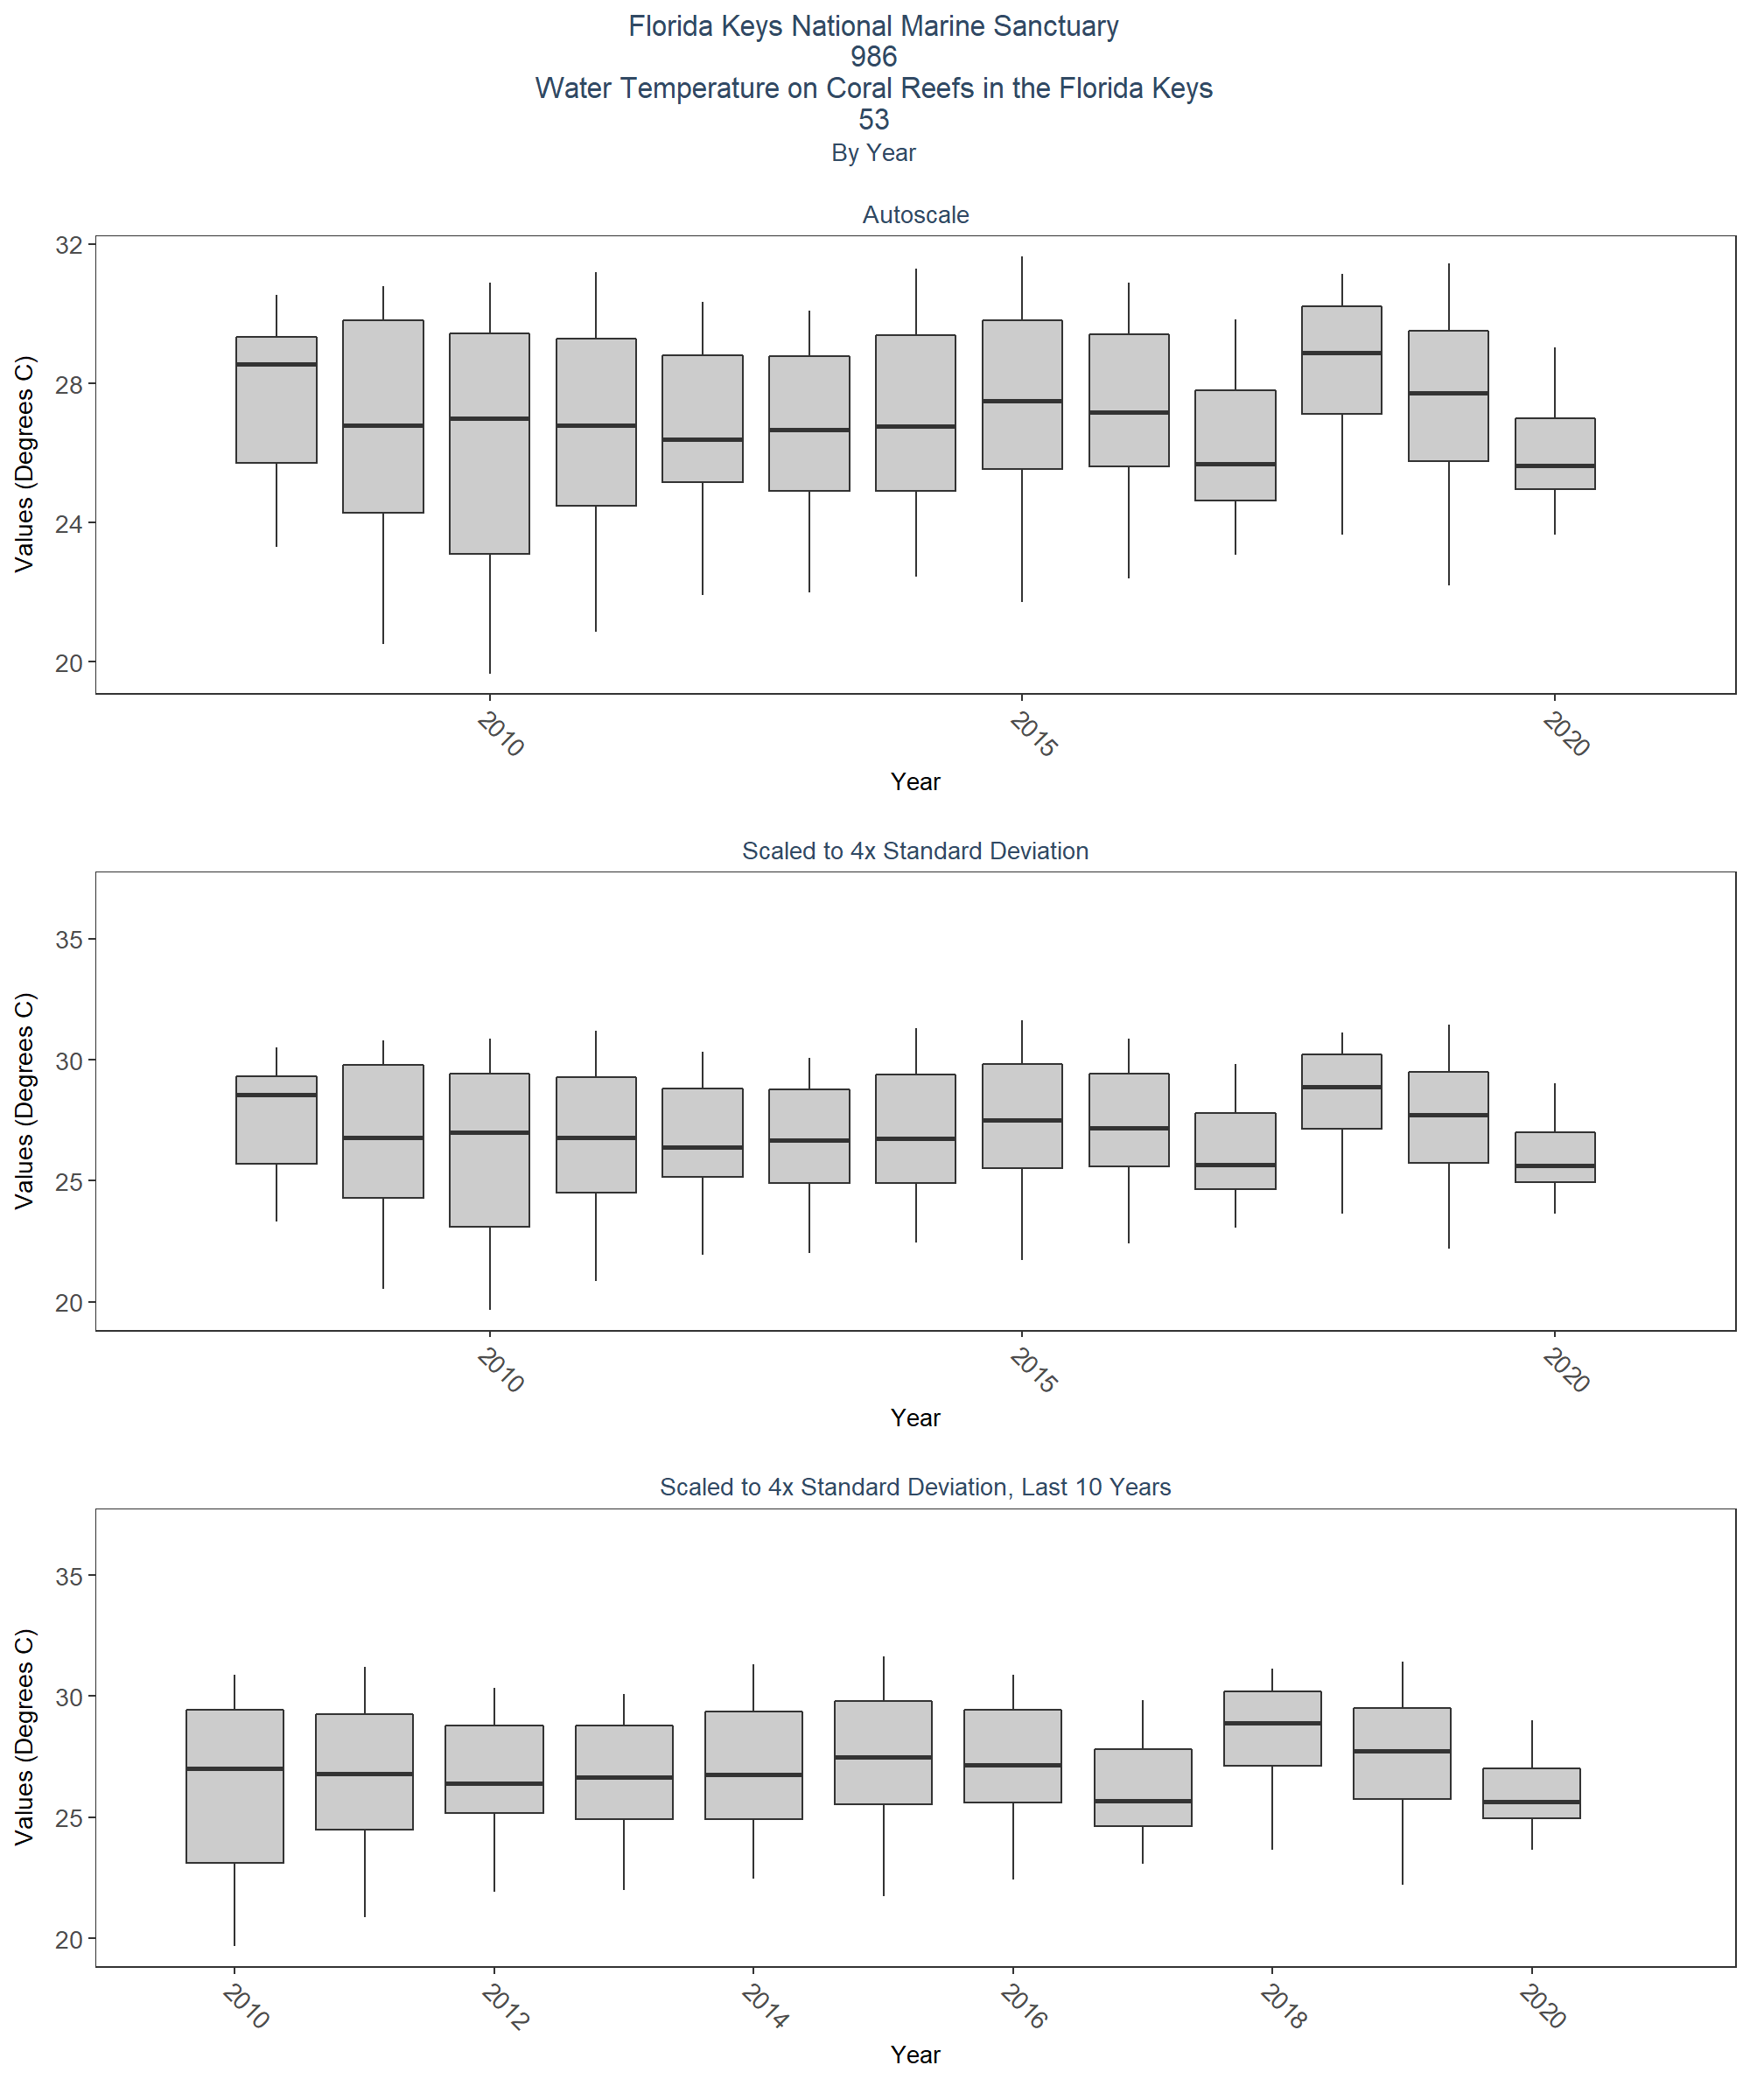 Florida Keys National Marine Sanctuary
986
Water Temperature on Coral Reefs in the Florida Keys
53
By Year
Autoscale
32
28
24
20
Values (Degrees C)
2010
2015
2020
Year
Scaled to 4x Standard Deviation
35
30
25
20
Values (Degrees C)
2010
2015
2020
Year
Scaled to 4x Standard Deviation, Last 10 Years
35
30
25
20
Values (Degrees C)
2010
2012
2014
2016
2018
2020
Year